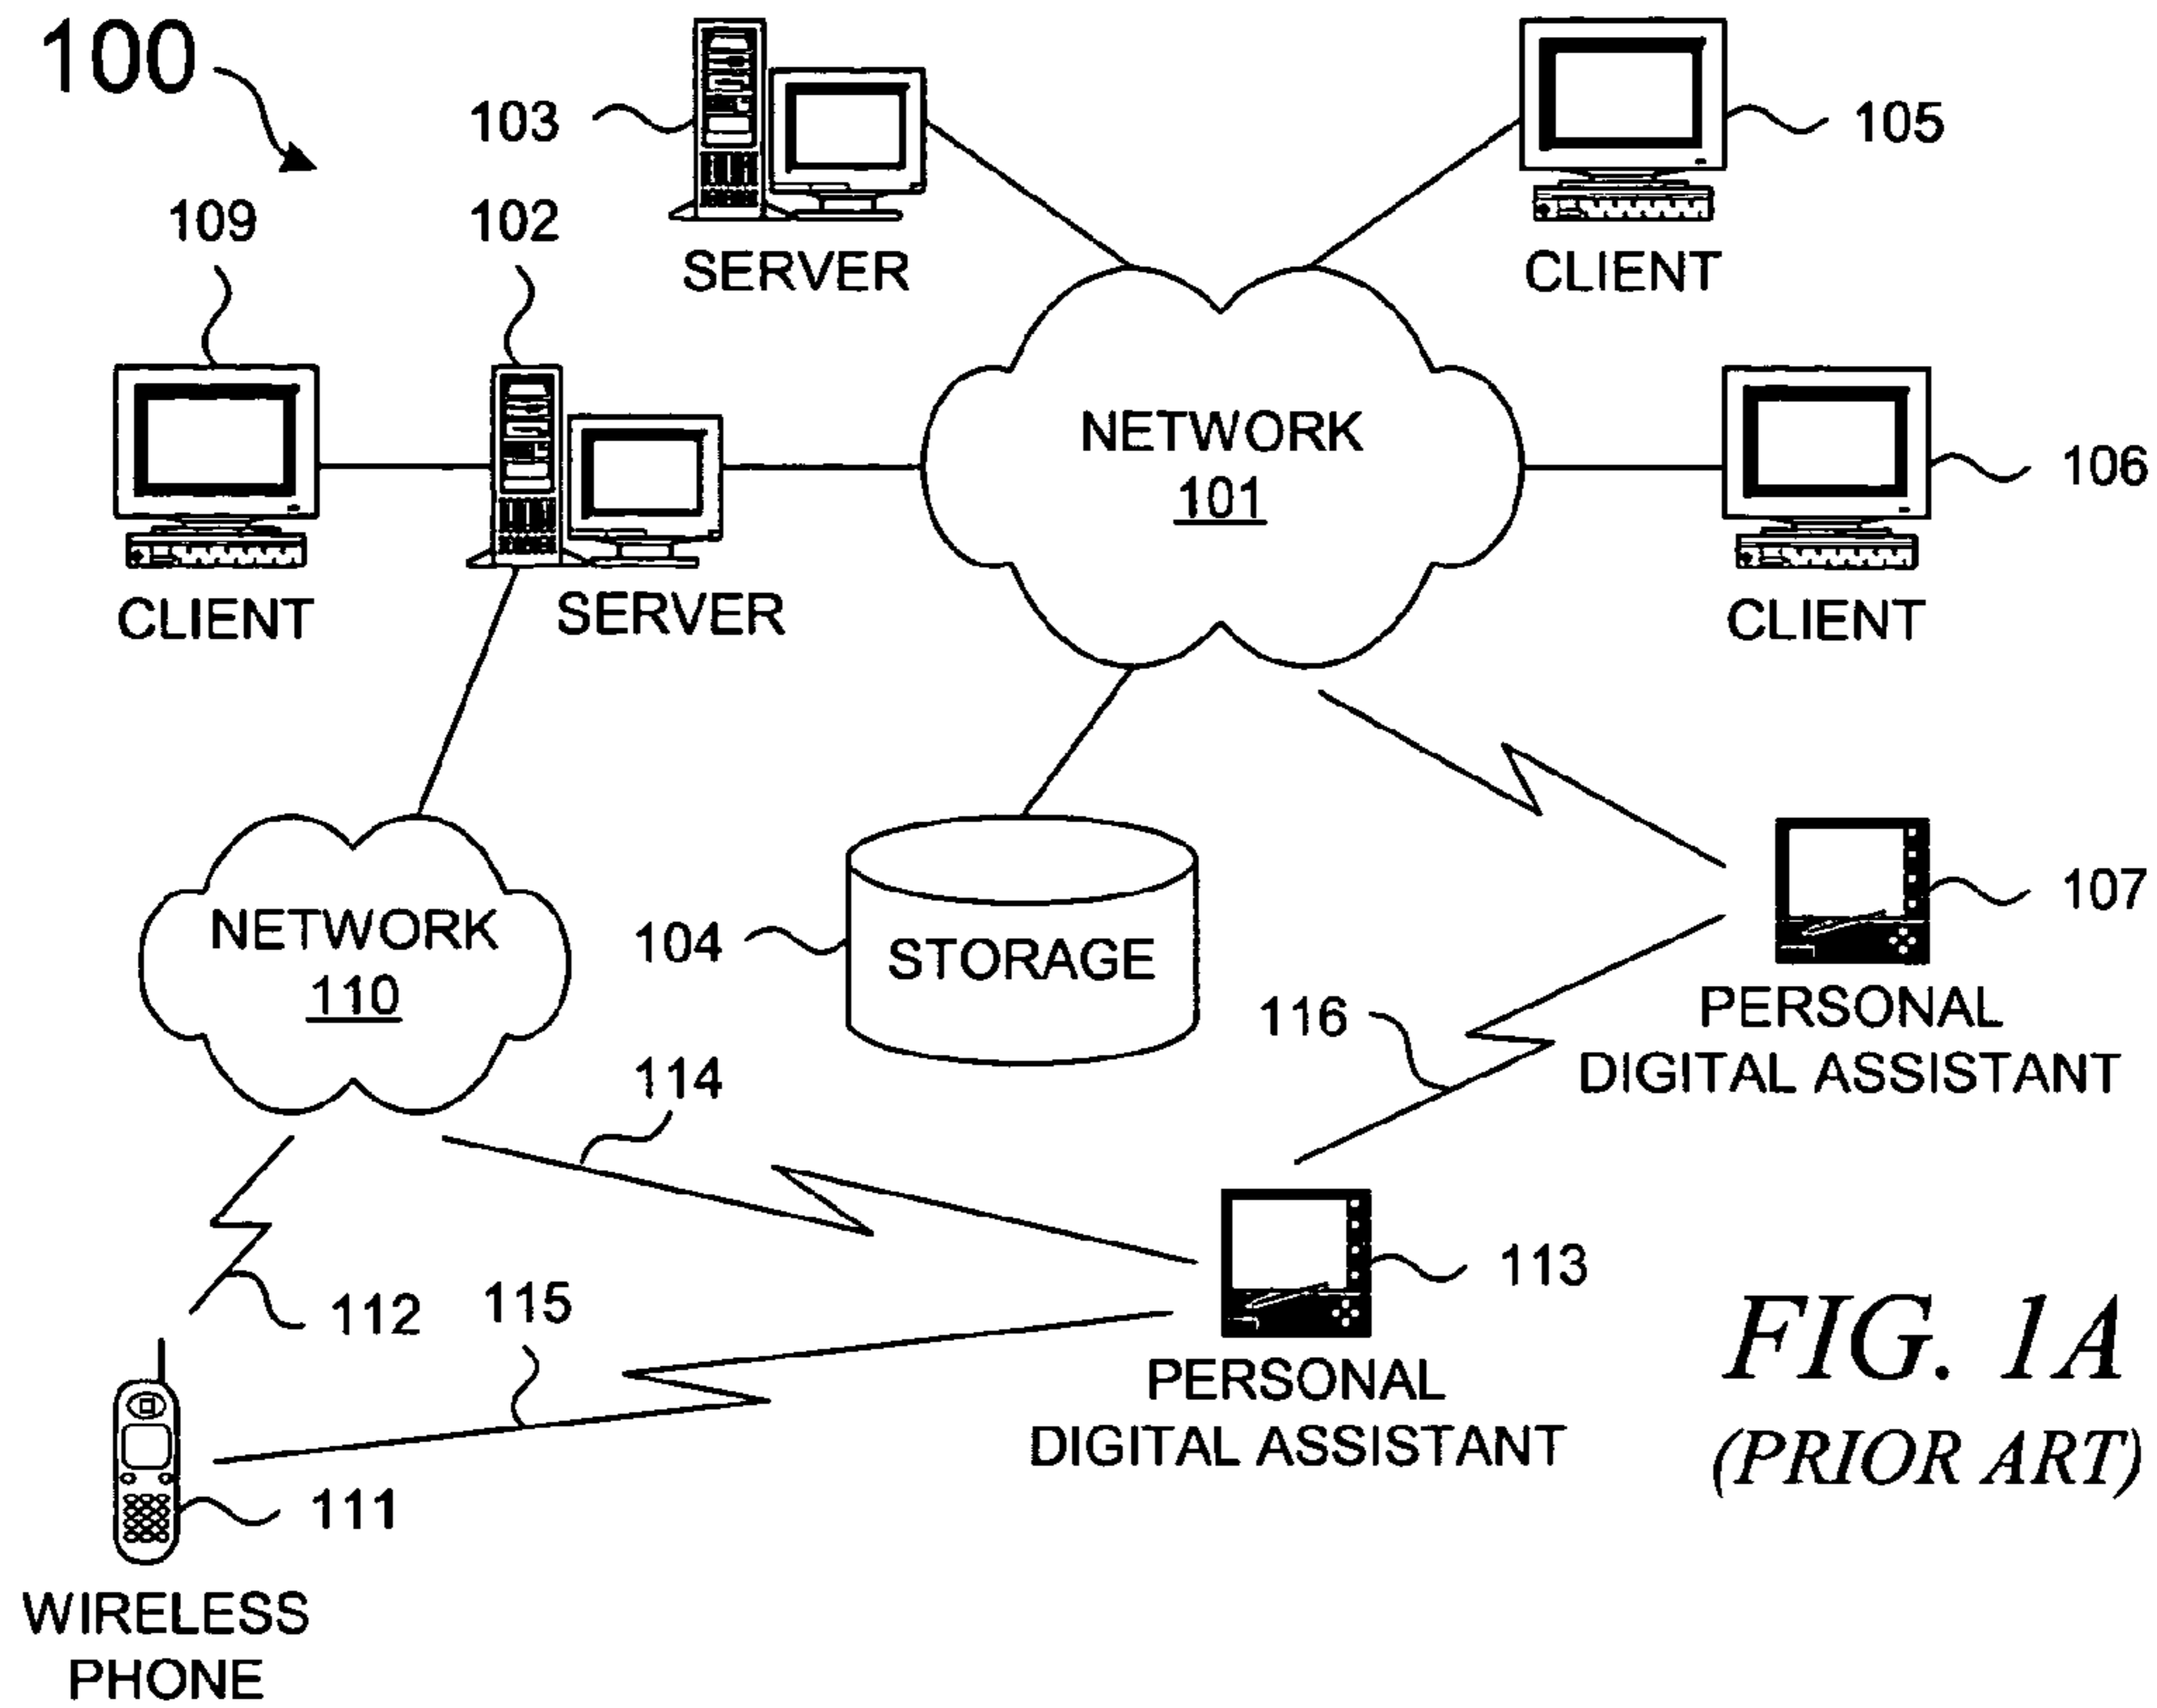 100
103
105
109
102
SERVER
CLIENT
NETWORK
101
106
CLIENT
SERVER
CLIENT
107
NETWORK
110
104
STORAGE
116
PERSONAL
DIGITAL ASSISTANT
114
113
112
115
PERSONAL
DIGITAL ASSISTANT
111
WIRELESS
PHONE
FIG. 1A
(PRIOR ART)